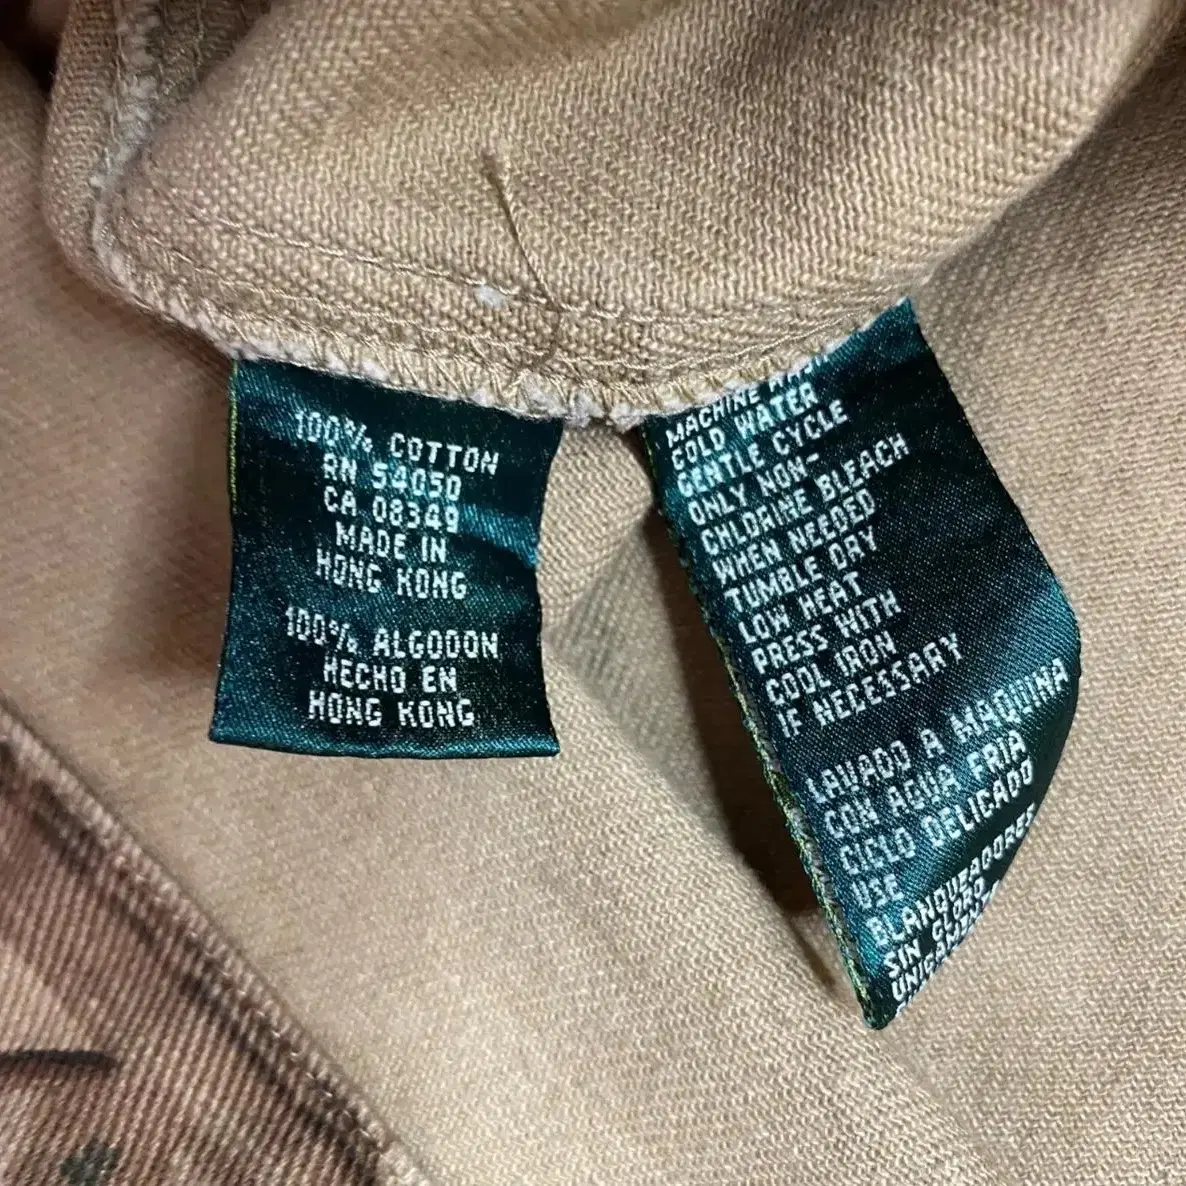 100% COTTON
RN 54050
CA 08349
MADE IN
HONG KONG
100% ALGODON
HECHO EN
HONG KONG
MACHINE WASH
COLD WATER
GENTLE CYCLE
ONLY NON-
CHLORINE BLEACH
WHEN NEEDED
TUMBLE DRY
LOW HEAT
PRESS WITH
COOL IRON
IF NECESSARY
LAVADO A MAQUINA
CON AGUA FRIA
CICLO DELICADO
USE
BLANQUEADORES
SIN CLORO